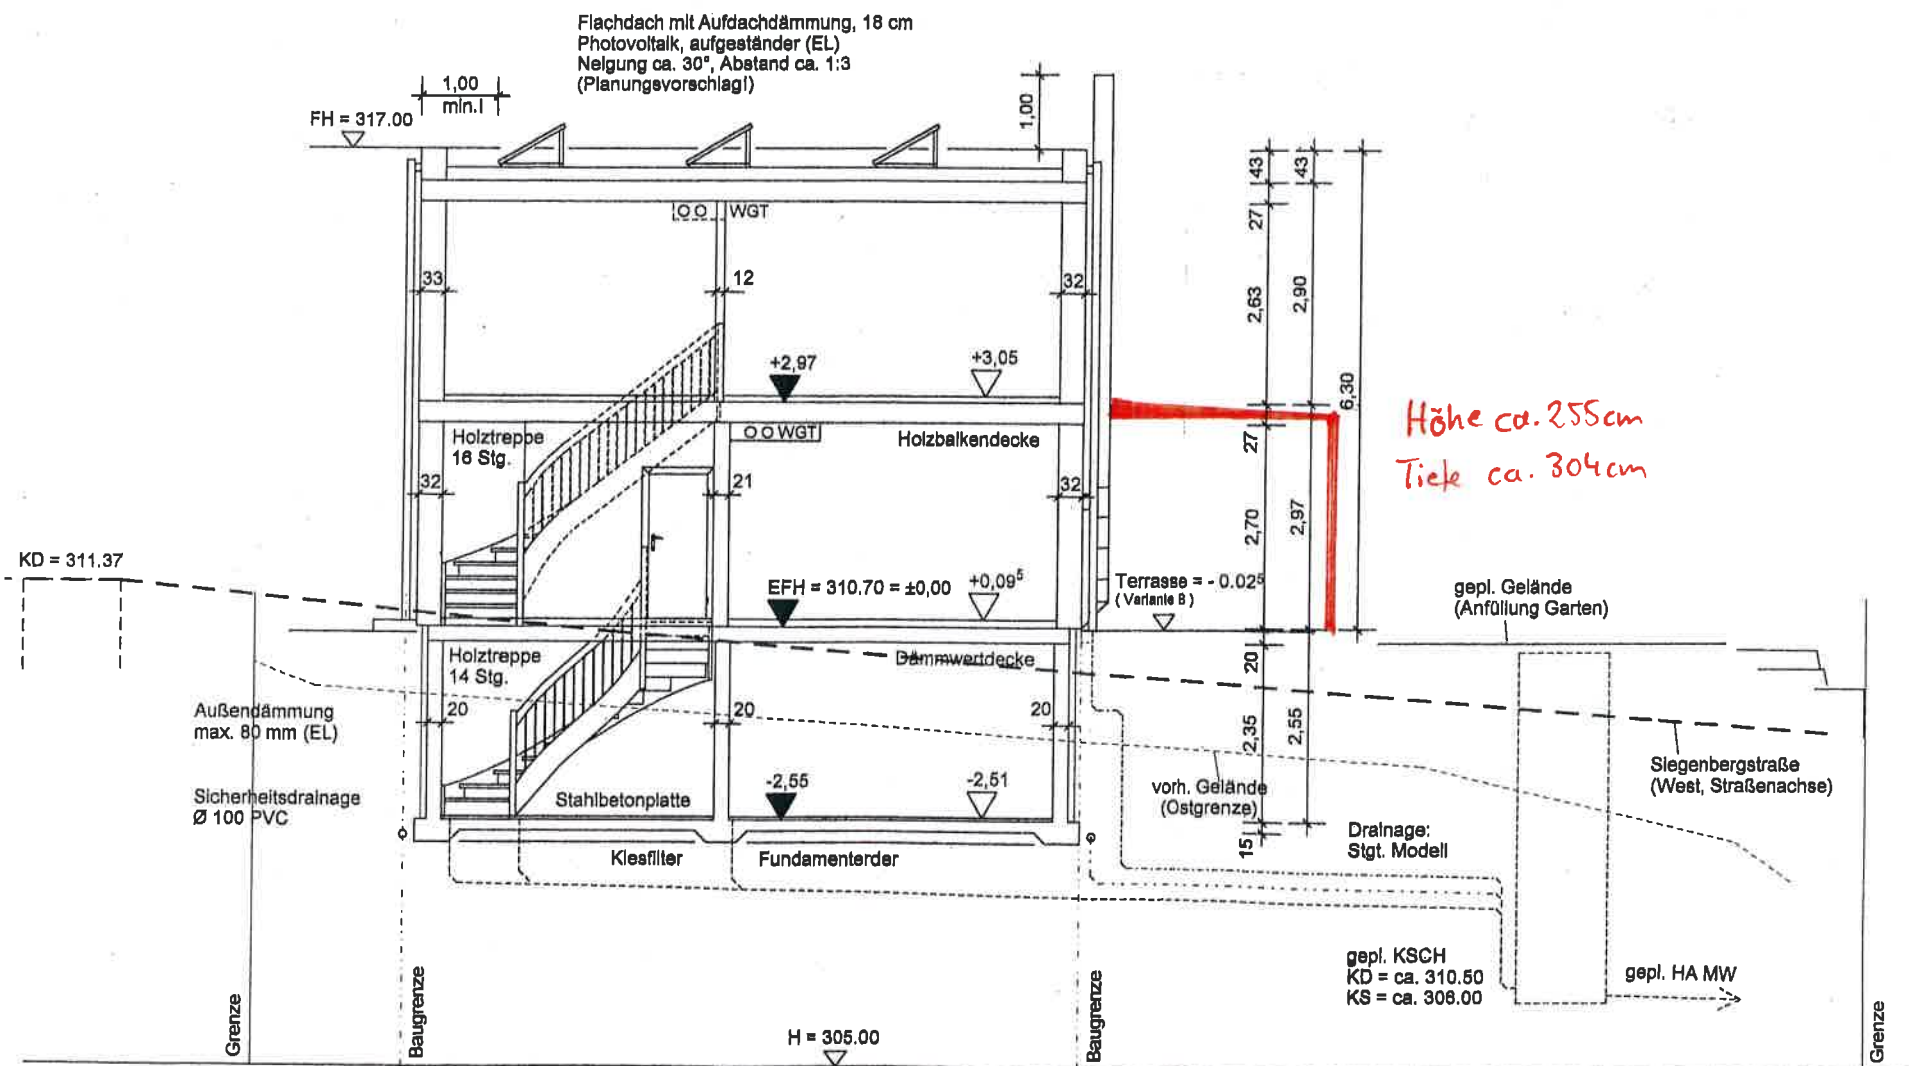 Flachdach mit Aufdachdämmung, 18 cm
Photovoltaik, aufgeständer (EL)
Neigung ca. 30°, Abstand ca. 1:3
(Planungsvorschlag!)
1,00
min.!
FH = 317.00
1,00
43
43
WGT
27
33
12
32
2,63
2,90
+2,97
+3,05
6,30
Höhe ca. 255cm
Tiefe ca. 304cm
Holztreppe
16 Stg.
WGT
Holzbalkendecke
27
32
21
32
2,70
2,97
KD = 311.37
EFH = 310.70 = ±0,00
+0,09⁵
Terrasse = - 0.02⁵
( Variante B )
gepl. Gelände
(Anfüllung Garten)
Holztreppe
14 Stg.
Dämmwertdecke
20
Außendämmung
max. 80 mm (EL)
20
20
20
2,35
2,55
Siegenbergstraße
(West, Straßenachse)
Sicherheitsdrainage
Ø 100 PVC
Stahlbetonplatte
-2,55
-2,51
vorh. Gelände
(Ostgrenze)
15
Drainage:
Stgt. Modell
Kiesfilter
Fundamenterder
gepl. KSCH
KD = ca. 310.50
KS = ca. 306.00
gepl. HA MW
Grenze
Baugrenze
H = 305.00
Baugrenze
Grenze